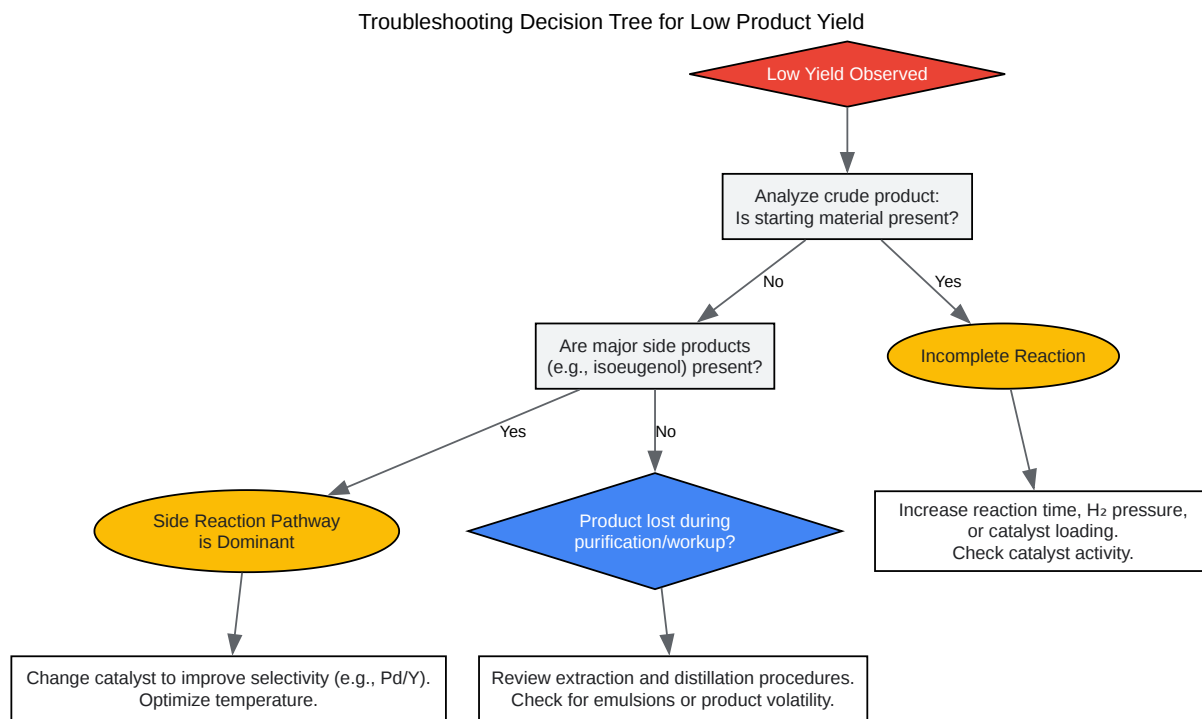 Troubleshooting Decision Tree for Low Product Yield
Low Yield Observed
Analyze crude product:
Is starting material present?
No
Yes
Are major side products
(e.g., isoeugenol) present?
Incomplete Reaction
Yes
No
Side Reaction Pathway
is Dominant
Product lost during
purification/workup?
Increase reaction time, H₂ pressure,
or catalyst loading.
Check catalyst activity.
Change catalyst to improve selectivity (e.g., Pd/Y).
Optimize temperature.
Review extraction and distillation procedures.
Check for emulsions or product volatility.